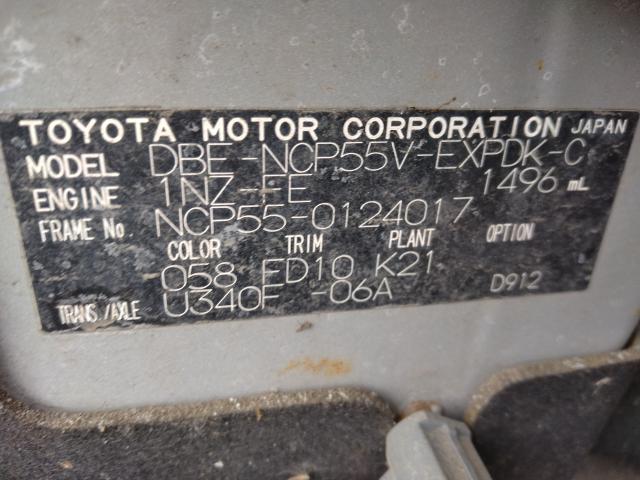 TOYOTA MOTOR CORPORATION JAPAN
MODEL DBE-NCP55V-EXPDK-C
ENGINE 1NZ-FE 1496 mL
FRAME No. NCP55-0124017
COLOR TRIM PLANT OPTION
058 FD10 K21 D912
TRANS./AXLE U340F -06A